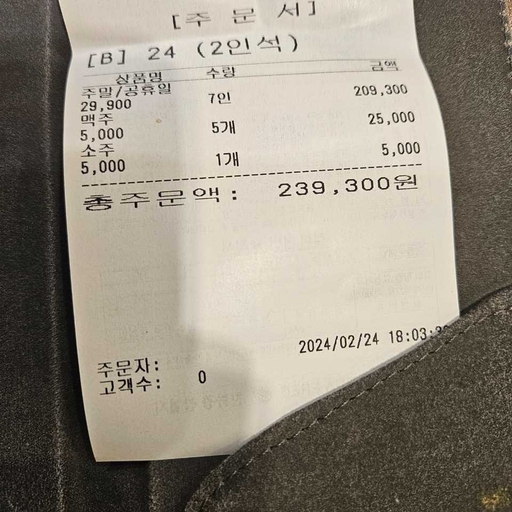 [주 문 서]
[B] 24 (2인석)
상품명 수량 금액
주말/공휴일
29,900 7인 209,300
맥주
5,000 5개 25,000
소주
5,000 1개 5,000
총주문액: 239,300원
2024/02/24 18:03:
주문자:
고객수: 0